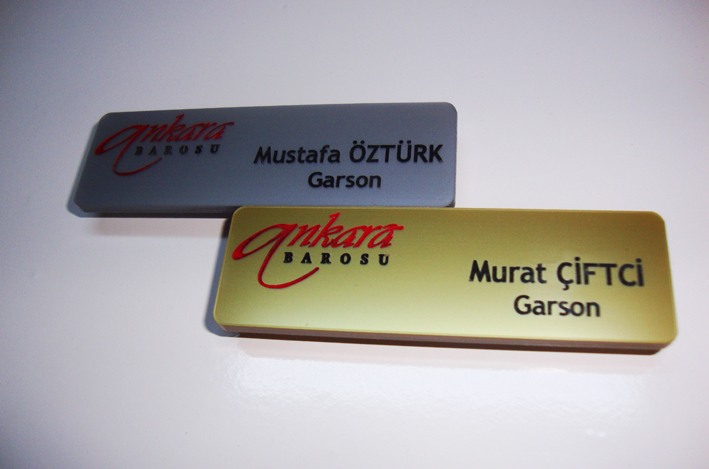 ankara
BAROSU
Mustafa ÖZTÜRK
Garson
ankara
BAROSU
Murat ÇİFTCİ
Garson